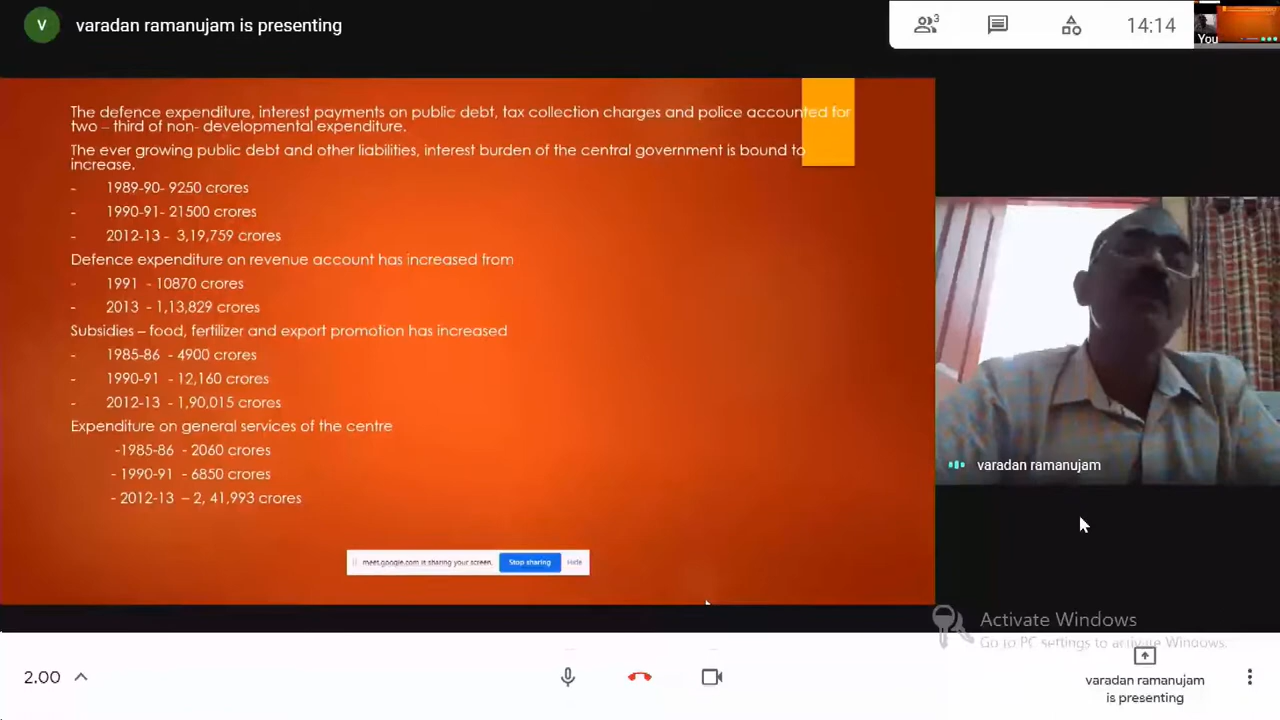 V
varadan ramanujam is presenting
3
14:14
You
The defence expenditure, interest payments on public debt, tax collection charges and police accounted for
two – third of non- developmental expenditure.
The ever growing public debt and other liabilities, interest burden of the central government is bound to
increase.
- 1989-90- 9250 crores
- 1990-91- 21500 crores
- 2012-13 - 3,19,759 crores
Defence expenditure on revenue account has increased from
- 1991 - 10870 crores
- 2013 - 1,13,829 crores
Subsidies – food, fertilizer and export promotion has increased
- 1985-86 - 4900 crores
- 1990-91 - 12,160 crores
- 2012-13 - 1,90,015 crores
Expenditure on general services of the centre
-1985-86 - 2060 crores
- 1990-91 - 6850 crores
- 2012-13 – 2, 41,993 crores
meet.google.com is sharing your screen.
Stop sharing
Hide
varadan ramanujam
Activate Windows
Go to PC settings to activate Windows.
2.00
varadan ramanujam
is presenting